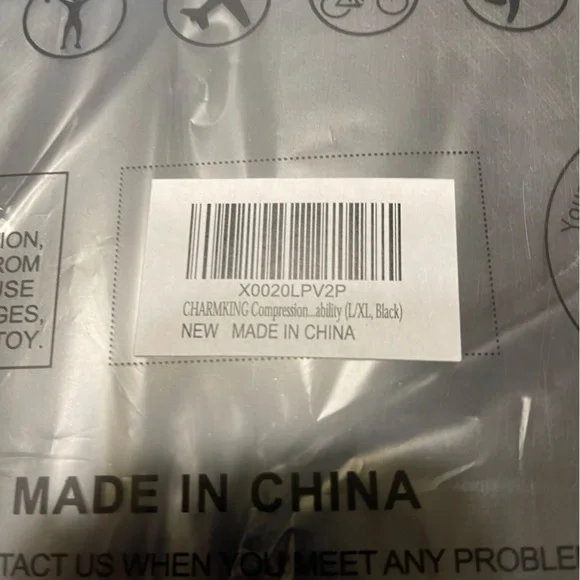 ION,
ROM
USE
GES,
TOY.
X0020LPV2P
CHARMKING Compression...ability (L/XL, Black)
NEW MADE IN CHINA
You
MADE IN CHINA
TACT US WHEN YOU MEET ANY PROBLE